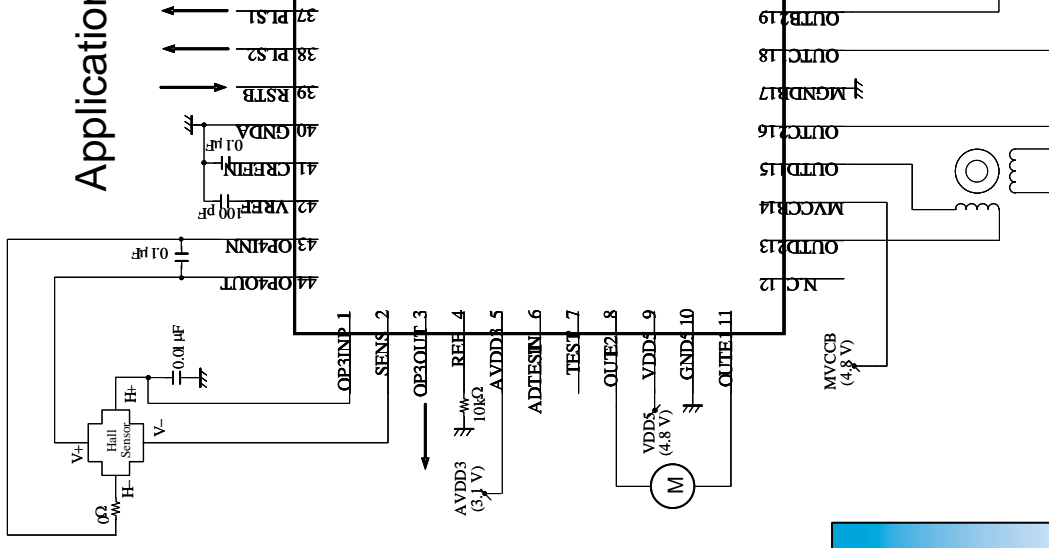 Application
37 PLS1
38 PLS2
39 RSTB
40 GNDA
41 CREFIN
42 VREF
43 OP4INN
44 OP4OUT
0.1 µF
100 pF
0.1 µF
0.01 µF
OP3INP 1
SENS 2
OP3OUT 3
REF 4
AVDD3 5
ADTESTIN 6
TEST 7
OUTE2 8
VDD5 9
GND5 10
OUTE1 11
N.C. 12
OUTD2 13
MVCCB 14
OUTD1 15
OUTC2 16
MGNDB 17
OUTC1 18
OUTB2 19
10kΩ
AVDD3
(3.1 V)
VDD5
(4.8 V)
M
MVCCB
(4.8 V)
H+
V+
Hall
Sensor
V−
H−
0Ω